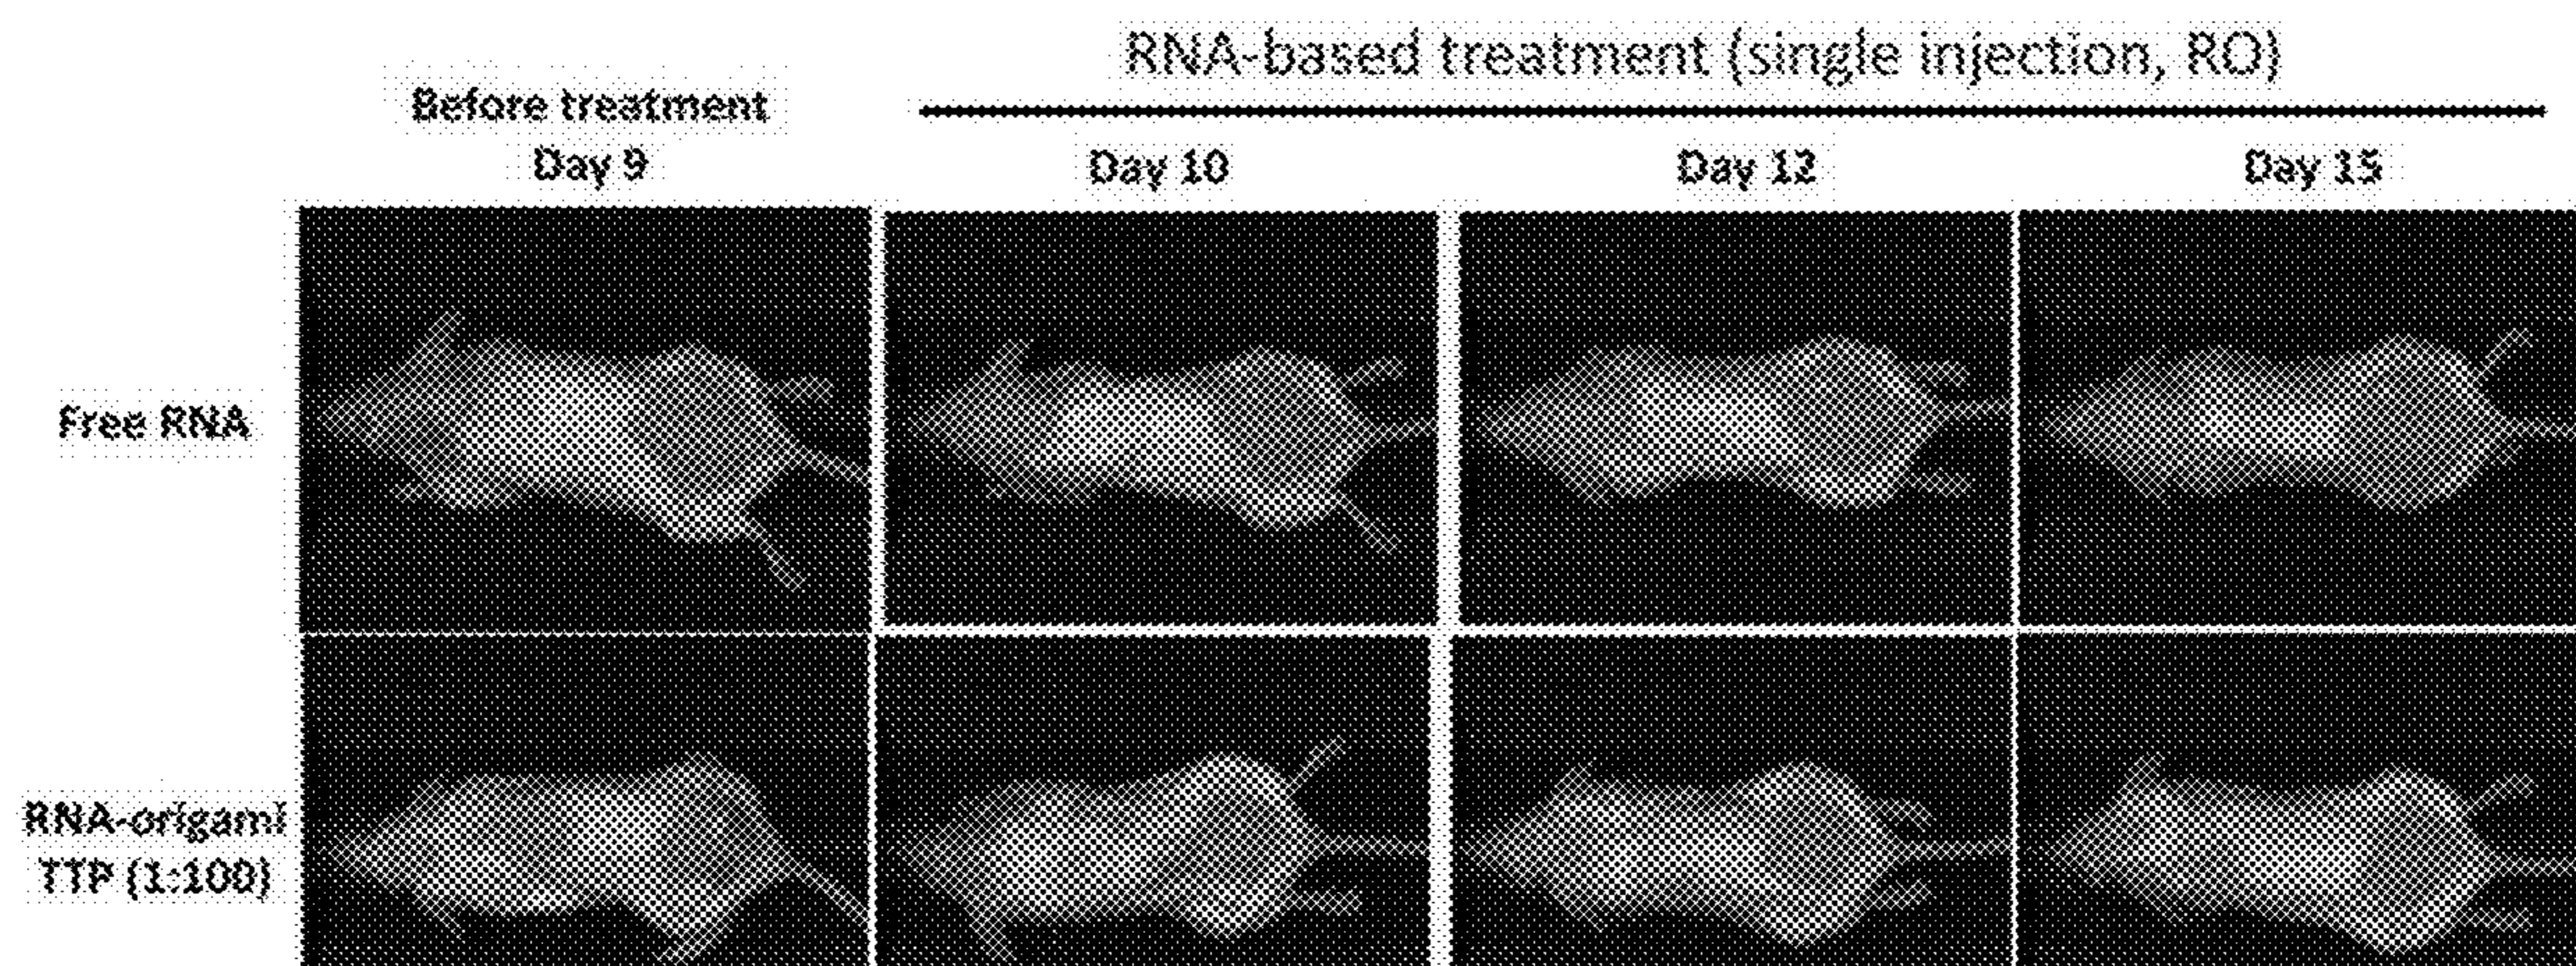 RNA-based treatment (single injection, RO)
Before treatment
Day 9
Day 10
Day 12
Day 15
Free RNA
RNA-origami
TTP (1:100)